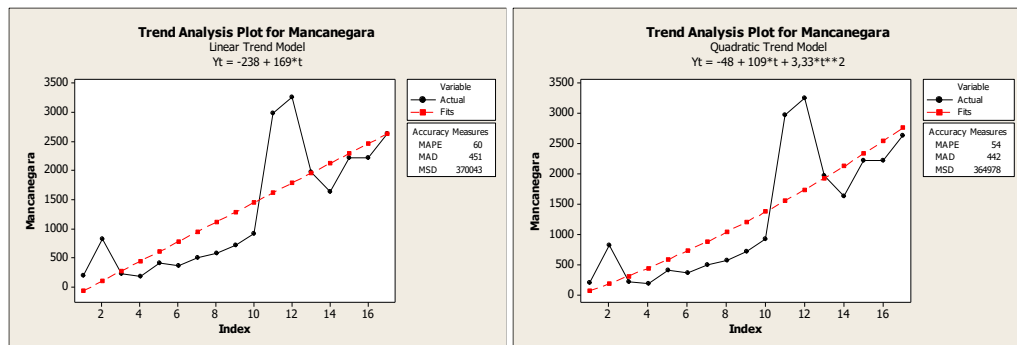 Trend Analysis Plot for Mancanegara
Linear Trend Model
Yt = -238 + 169*t
3500
3000
2500
2000
1500
1000
500
0
Mancanegara
2 4 6 8 10 12 14 16
Index
Variable
Actual
Fits
Accuracy Measures
MAPE 60
MAD 451
MSD 370043
Trend Analysis Plot for Mancanegara
Quadratic Trend Model
Yt = -48 + 109*t + 3,33*t**2
3500
3000
2500
2000
1500
1000
500
0
Mancanegara
2 4 6 8 10 12 14 16
Index
Variable
Actual
Fits
Accuracy Measures
MAPE 54
MAD 442
MSD 364978